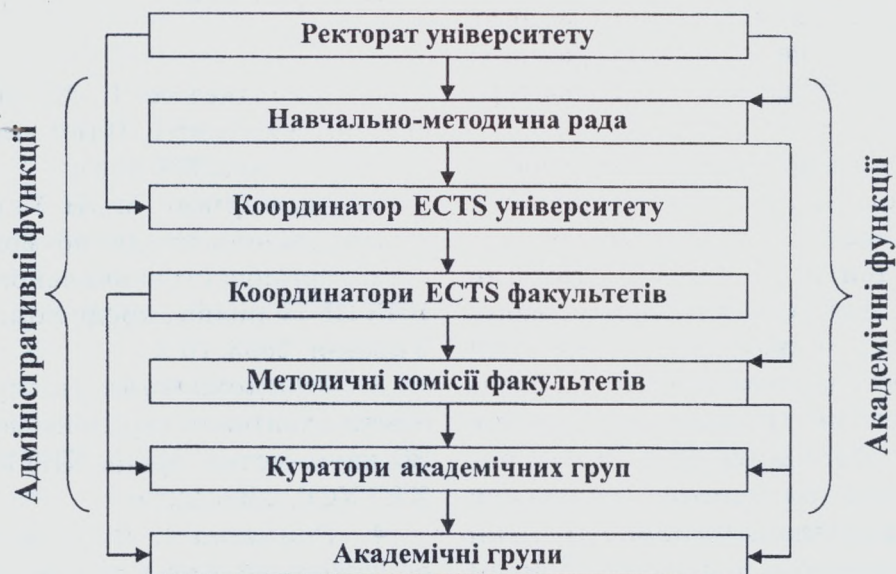 Ректорат університету
Навчально-методична рада
Координатор ECTS університету
Координатори ECTS факультетів
Методичні комісії факультетів
Куратори академічних груп
Академічні групи
Адміністративні функції
Академічні функції